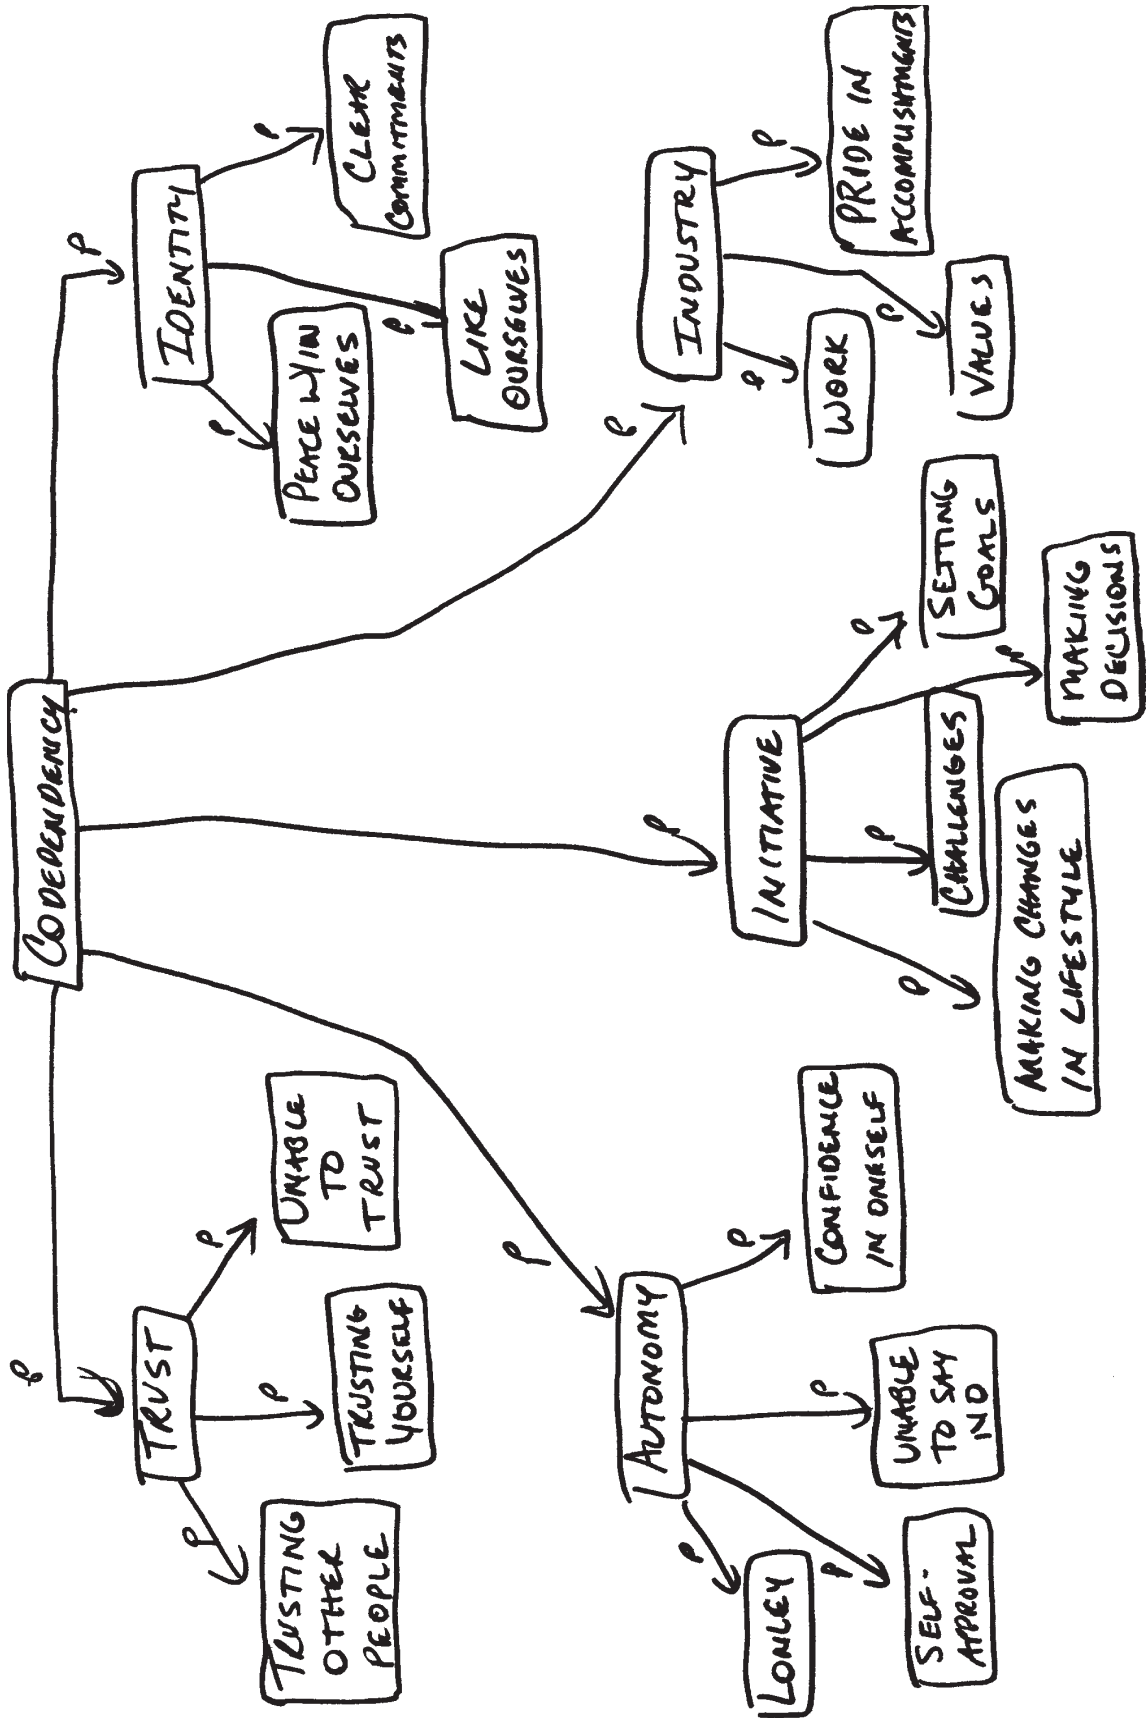 CODEPENDENCY
P
P
P
P
P
TRUST
P
P
P
TRUSTING
OTHER
PEOPLE
TRUSTING
YOURSELF
UNABLE
TO
TRUST
IDENTITY
P
P
P
PEACE W/IN
OURSELVES
LIKE
OURSELVES
CLEAR
COMMITMENTS
AUTONOMY
P
P
P
P
LONLEY
SELF-
APPROVAL
UNABLE
TO SAY
NO
CONFIDENCE
IN ONESELF
INITIATIVE
P
P
P
P
MAKING CHANGES
IN LIFESTYLE
CHALLENGES
MAKING
DECISIONS
SETTING
GOALS
INDUSTRY
P
P
P
WORK
VALUES
PRIDE IN
ACCOMPLISHMENTS